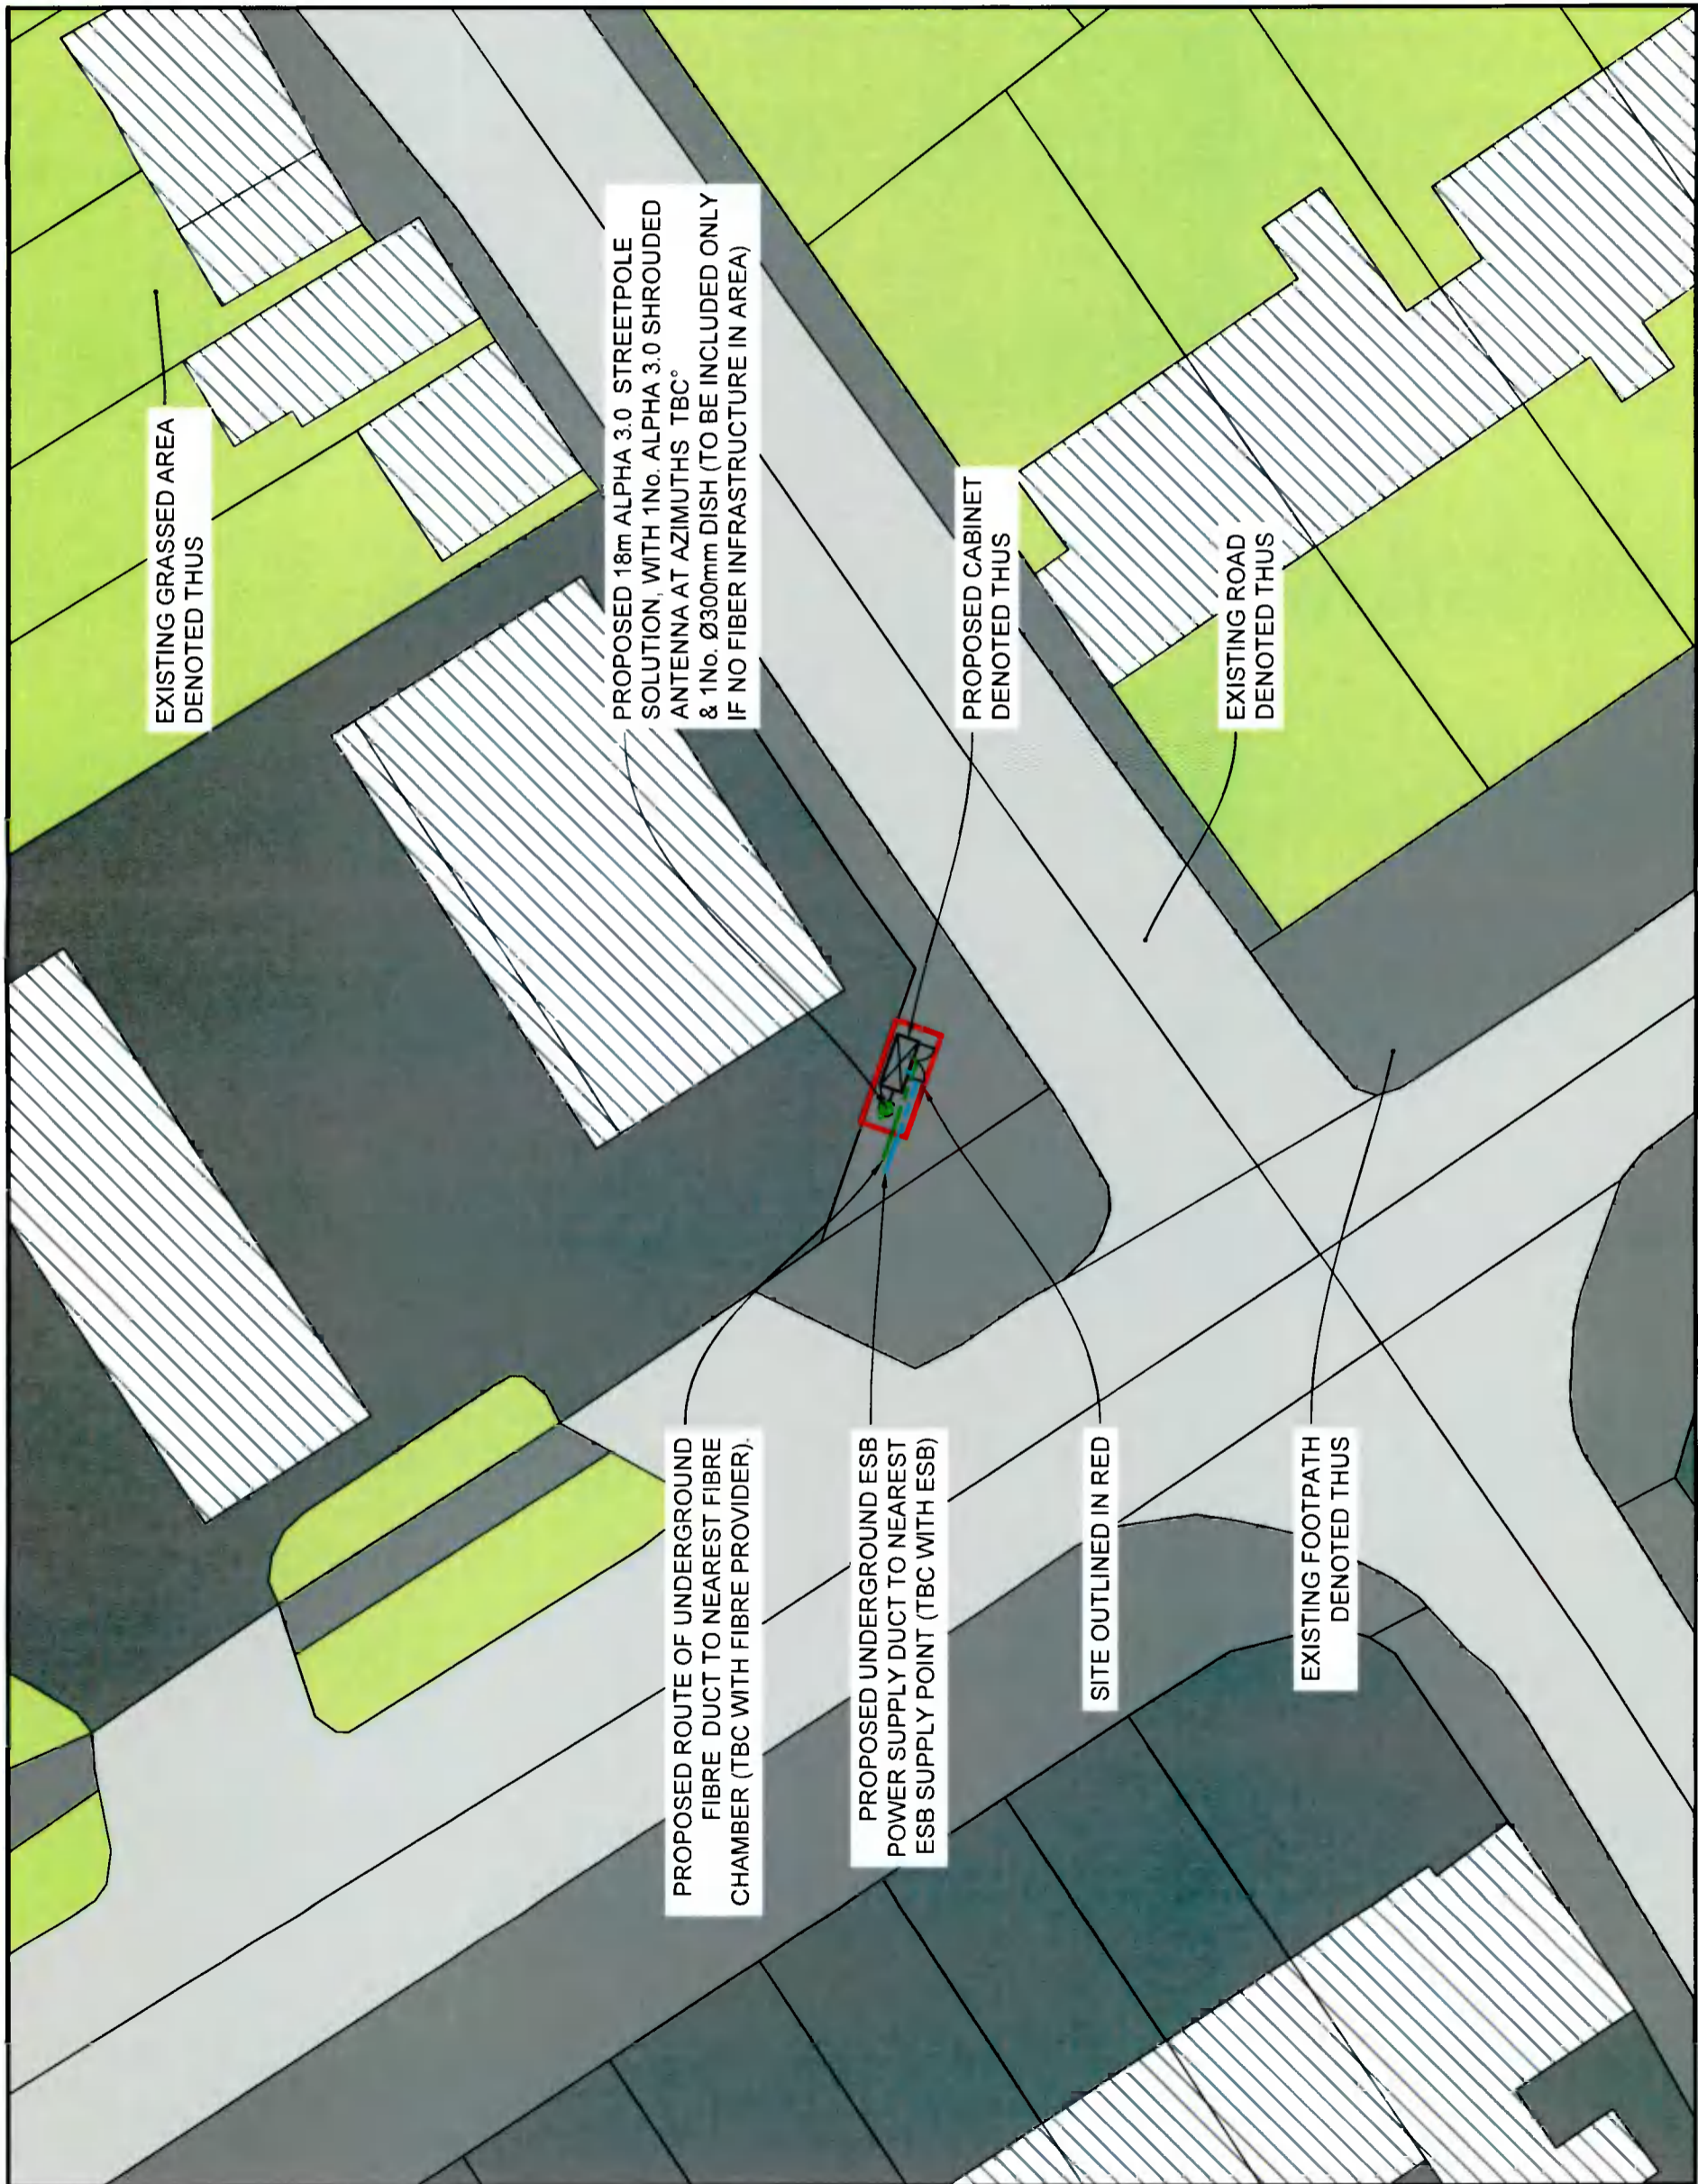 PROPOSED ROUTE OF UNDERGROUND
FIBRE DUCT TO NEAREST FIBRE
CHAMBER (TBC WITH FIBRE PROVIDER).
PROPOSED UNDERGROUND ESB
POWER SUPPLY DUCT TO NEAREST
ESB SUPPLY POINT (TBC WITH ESB)
SITE OUTLINED IN RED
EXISTING FOOTPATH
DENOTED THUS
EXISTING GRASSED AREA
DENOTED THUS
PROPOSED 18m ALPHA 3.0 STREETPOLE
SOLUTION, WITH 1No. ALPHA 3.0 SHROUDED
ANTENNA AT AZIMUTHS TBC°
& 1No. Ø300mm DISH (TO BE INCLUDED ONLY
IF NO FIBER INFRASTRUCTURE IN AREA)
PROPOSED CABINET
DENOTED THUS
EXISTING ROAD
DENOTED THUS